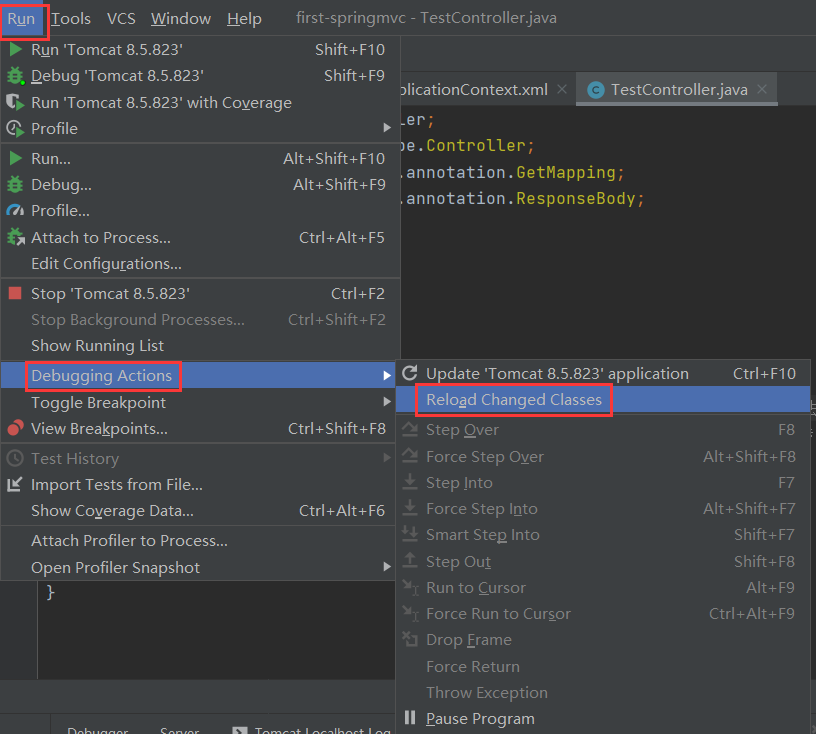 Run Tools VCS Window Help first-springmvc - TestController.java
Run 'Tomcat 8.5.823' Shift+F10
Debug 'Tomcat 8.5.823' Shift+F9
Run 'Tomcat 8.5.823' with Coverage
Profile
Run... Alt+Shift+F10
Debug... Alt+Shift+F9
Profile...
Attach to Process... Ctrl+Alt+F5
Edit Configurations...
Stop 'Tomcat 8.5.823' Ctrl+F2
Stop Background Processes... Ctrl+Shift+F2
Show Running List
Debugging Actions
Toggle Breakpoint
View Breakpoints... Ctrl+Shift+F8
Test History
Import Tests from File...
Show Coverage Data... Ctrl+Alt+F6
Attach Profiler to Process...
Open Profiler Snapshot
plicationContext.xml TestController.java
ler;
pe.Controller;
.annotation.GetMapping;
.annotation.ResponseBody;
Update 'Tomcat 8.5.823' application Ctrl+F10
Reload Changed Classes
Step Over F8
Force Step Over Alt+Shift+F8
Step Into F7
Force Step Into Alt+Shift+F7
Smart Step Into Shift+F7
Step Out Shift+F8
Run to Cursor Alt+F9
Force Run to Cursor Ctrl+Alt+F9
Drop Frame
Force Return
Throw Exception
Pause Program
}
Debugger Server Tomcat Localhost Log